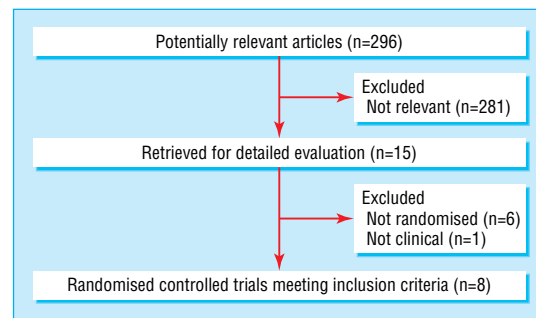 Potentially relevant articles (n=296)
Excluded
Not relevant (n=281)
Retrieved for detailed evaluation (n=15)
Excluded
Not randomised (n=6)
Not clinical (n=1)
Randomised controlled trials meeting inclusion criteria (n=8)